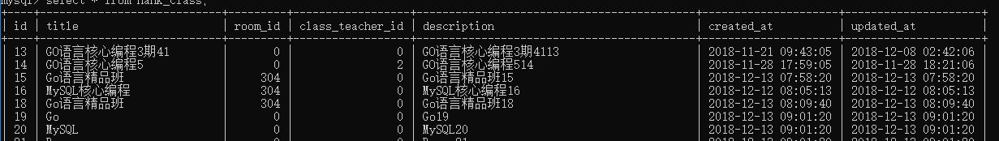 mysql> select * from hank_class;
id | title | room_id | class_teacher_id | description | created_at | updated_at
13 | GO语言核心编程3期41 | 0 | 0 | GO语言核心编程3期4113 | 2018-11-21 09:43:05 | 2018-12-08 02:42:06
14 | GO语言核心编程5 | 0 | 2 | GO语言核心编程514 | 2018-11-28 17:59:05 | 2018-11-28 18:21:06
15 | Go语言精品班 | 304 | 0 | Go语言精品班15 | 2018-12-13 07:58:20 | 2018-12-13 07:58:20
16 | MySQL核心编程 | 304 | 0 | MySQL核心编程16 | 2018-12-12 08:05:13 | 2018-12-12 08:05:13
18 | Go语言精品班 | 304 | 0 | Go语言精品班18 | 2018-12-13 08:09:40 | 2018-12-13 08:09:40
19 | Go | 0 | 0 | Go19 | 2018-12-13 09:01:20 | 2018-12-13 09:01:20
20 | MySQL | 0 | 0 | MySQL20 | 2018-12-13 09:01:20 | 2018-12-13 09:01:20